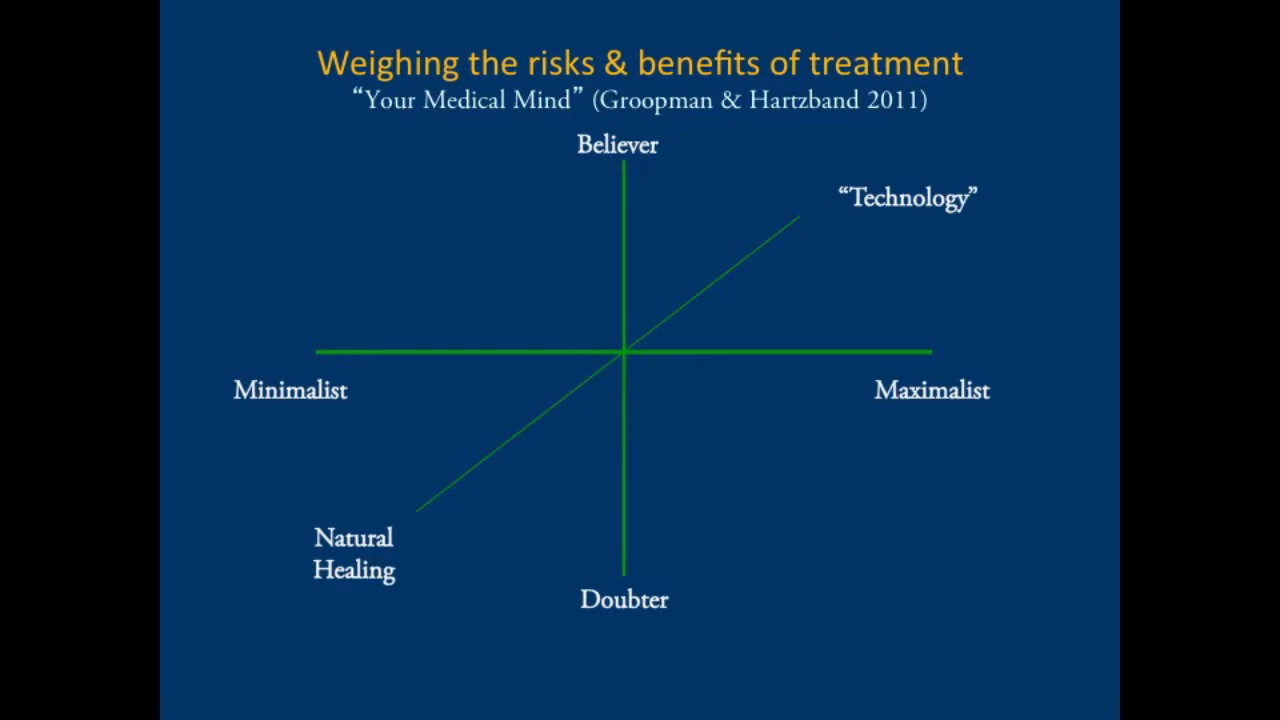 Weighing the risks & benefits of treatment
“Your Medical Mind” (Groopman & Hartzband 2011)
Believer
“Technology”
Minimalist
Maximalist
Natural
Healing
Doubter